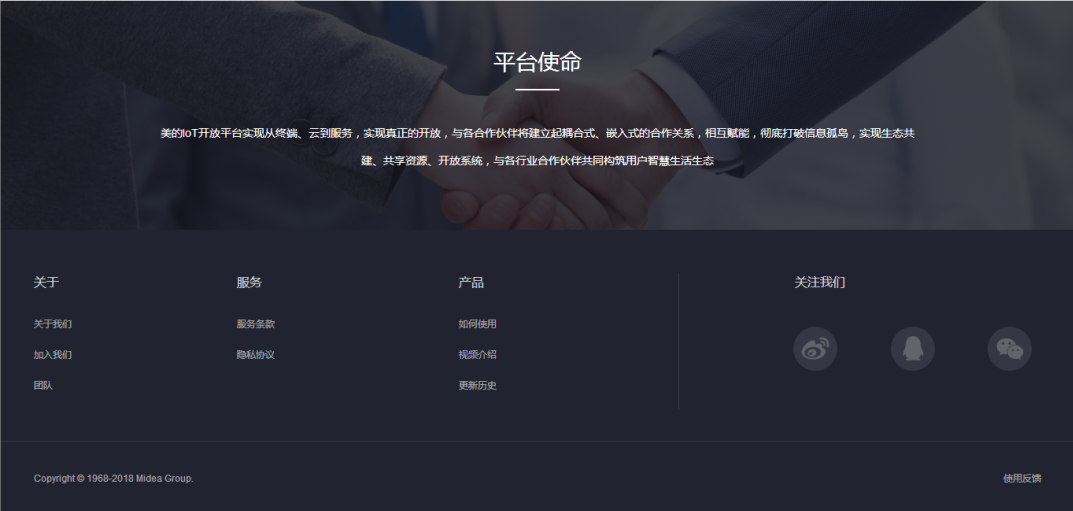 平台使命
美的IoT开放平台实现从终端、云到服务，实现真正的开放，与各合作伙伴将建立起耦合式、嵌入式的合作关系，相互赋能，彻底打破信息孤岛，实现生态共
建、共享资源、开放系统，与各行业合作伙伴共同构筑用户智慧生活生态
关于
关于我们
加入我们
团队
服务
服务条款
隐私协议
产品
如何使用
视频介绍
更新历史
关注我们
Copyright © 1968-2018 Midea Group.
使用反馈